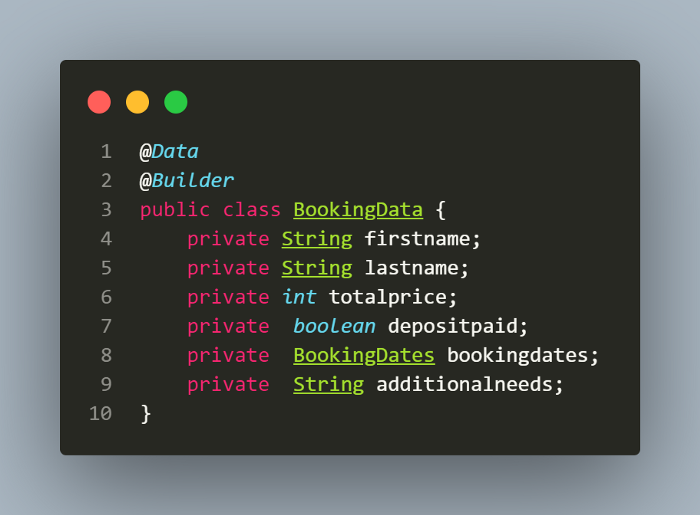 1 @Data
2 @Builder
3 public class BookingData {
4     private String firstname;
5     private String lastname;
6     private int totalprice;
7     private  boolean depositpaid;
8     private  BookingDates bookingdates;
9     private  String additionalneeds;
10 }